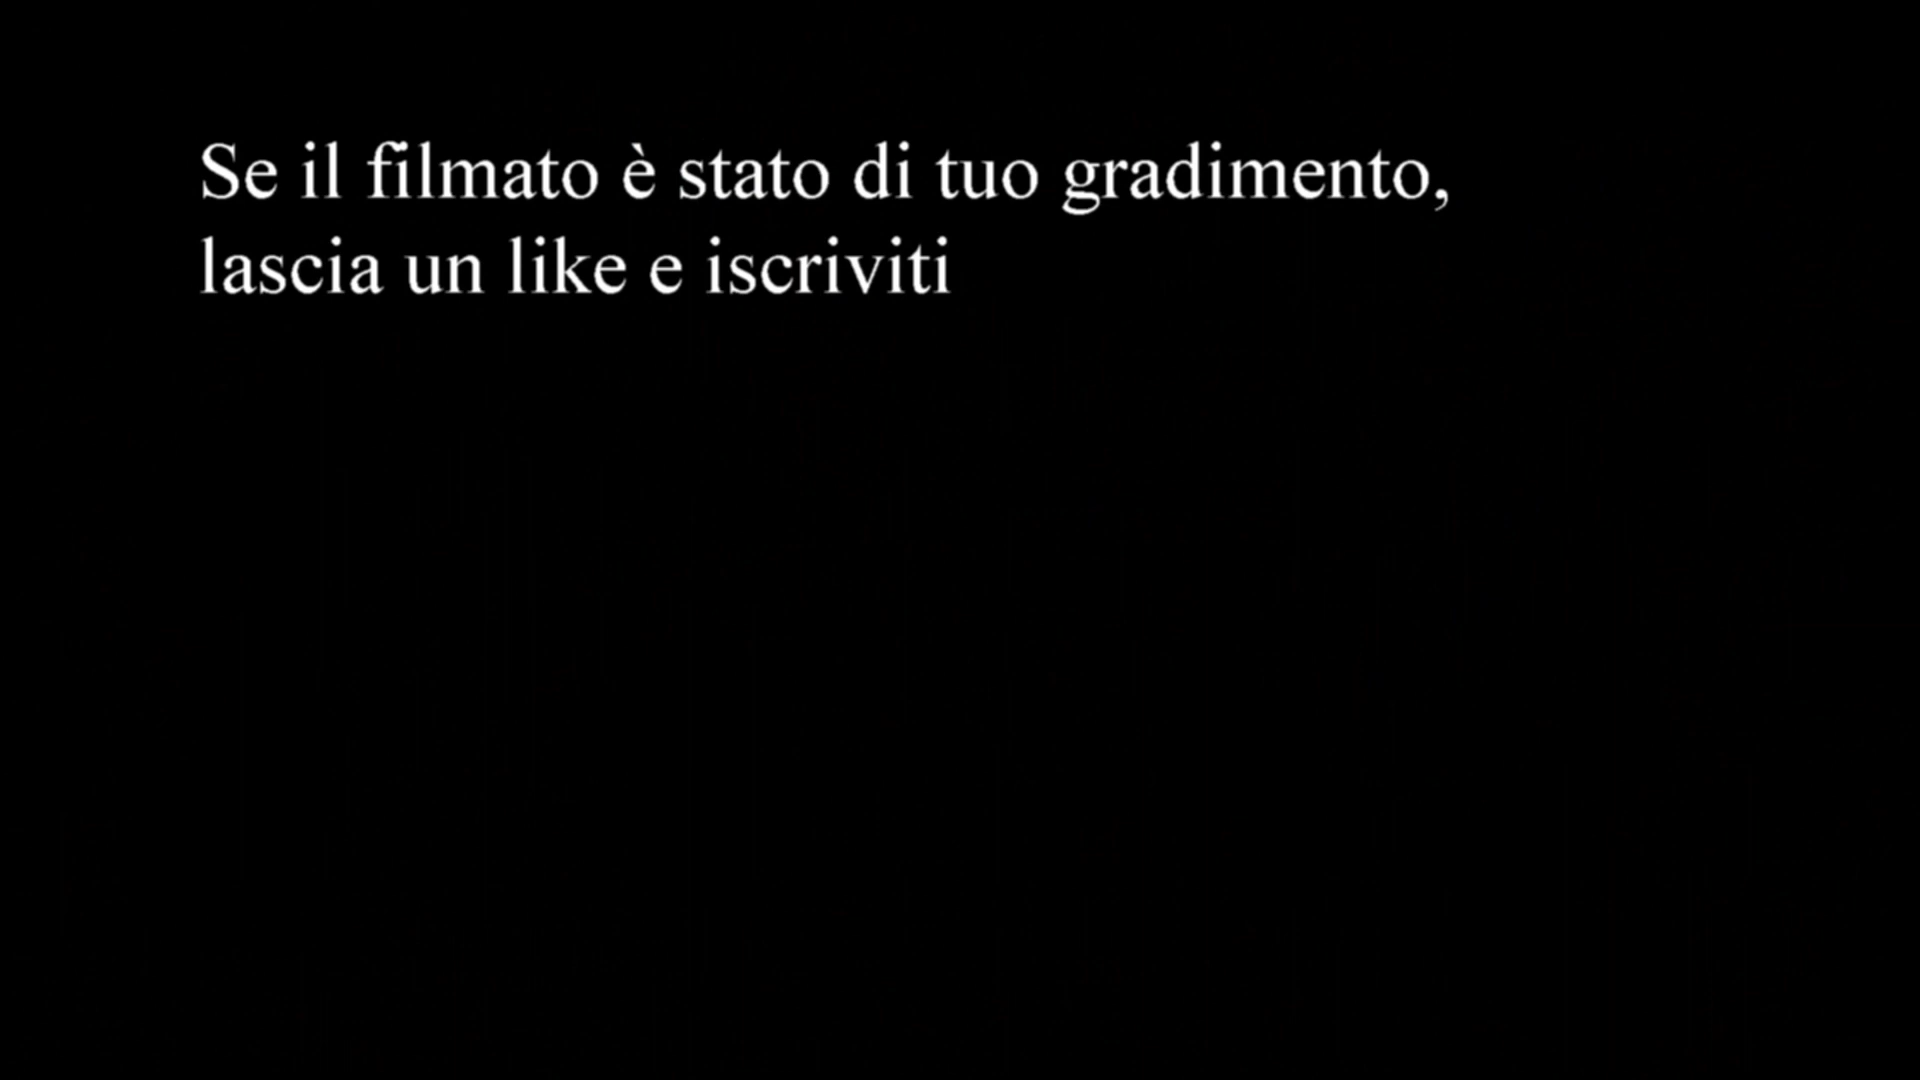 Se il filmato è stato di tuo gradimento,
lascia un like e iscriviti